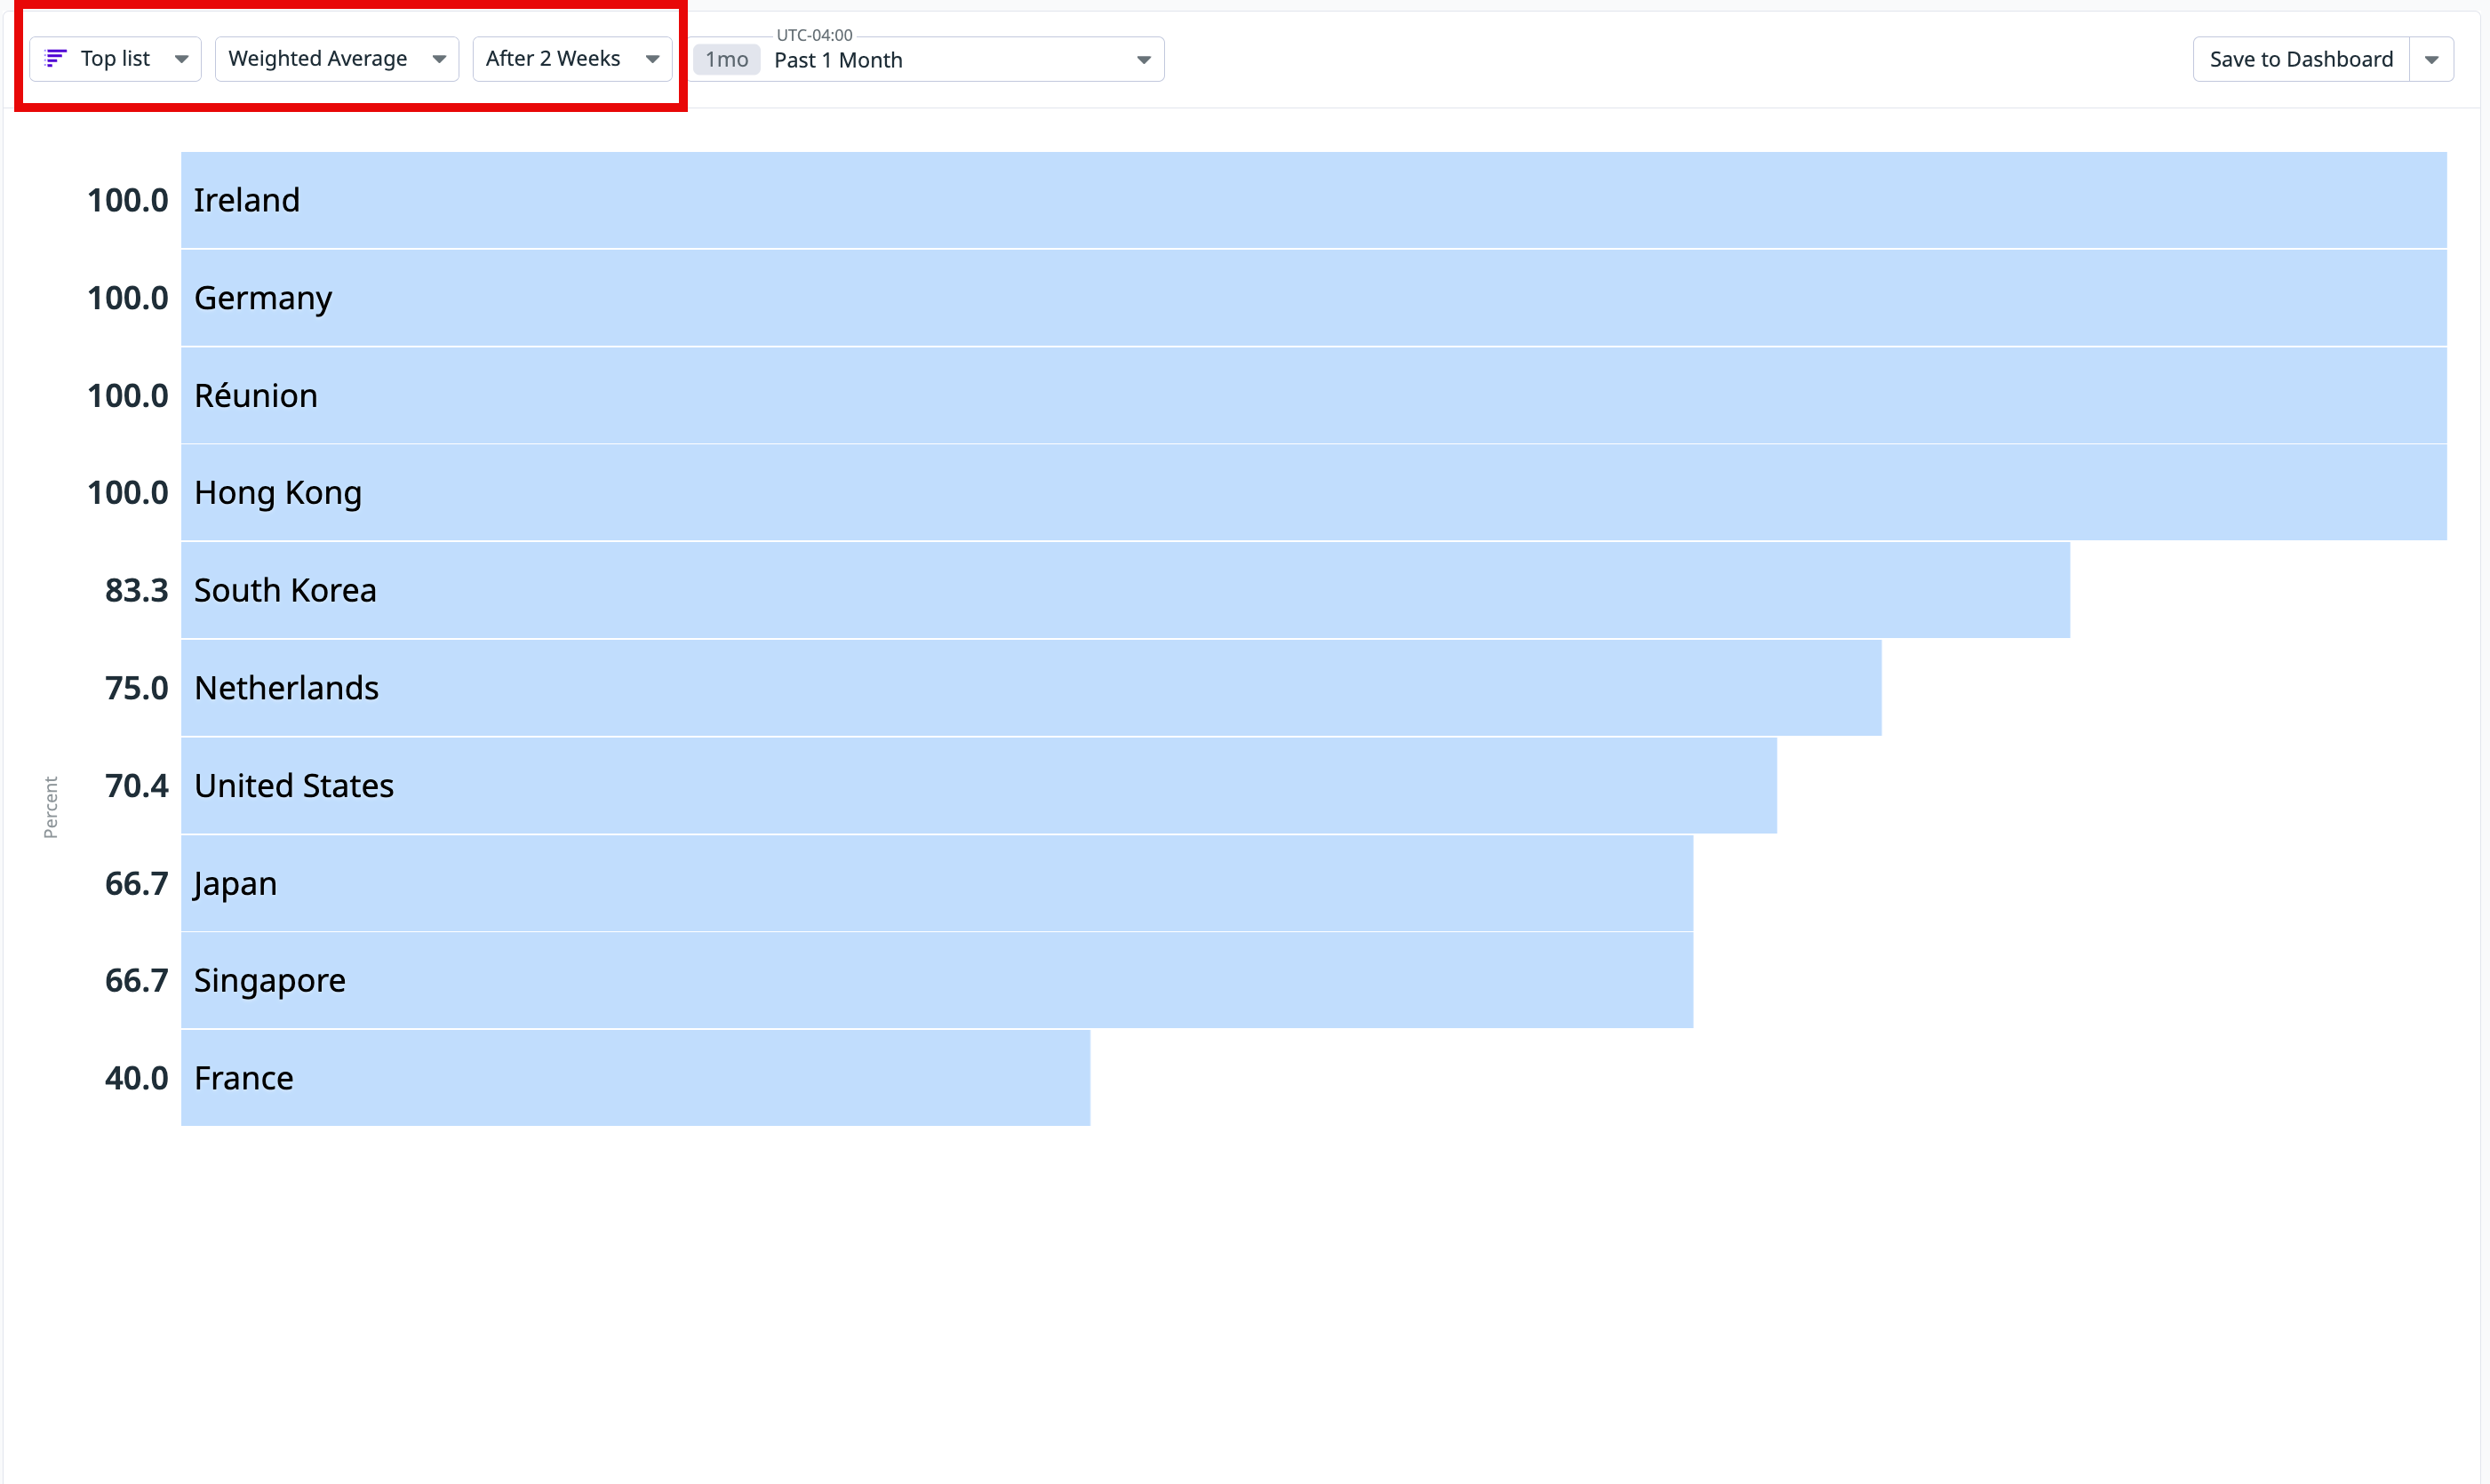 UTC-04:00
Top list Weighted Average After 2 Weeks 1mo Past 1 Month Save to Dashboard
100.0 Ireland
100.0 Germany
100.0 Réunion
100.0 Hong Kong
83.3 South Korea
75.0 Netherlands
70.4 United States
Percent
66.7 Japan
66.7 Singapore
40.0 France